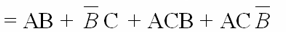 = AB + B̅ C + ACB + AC B̅